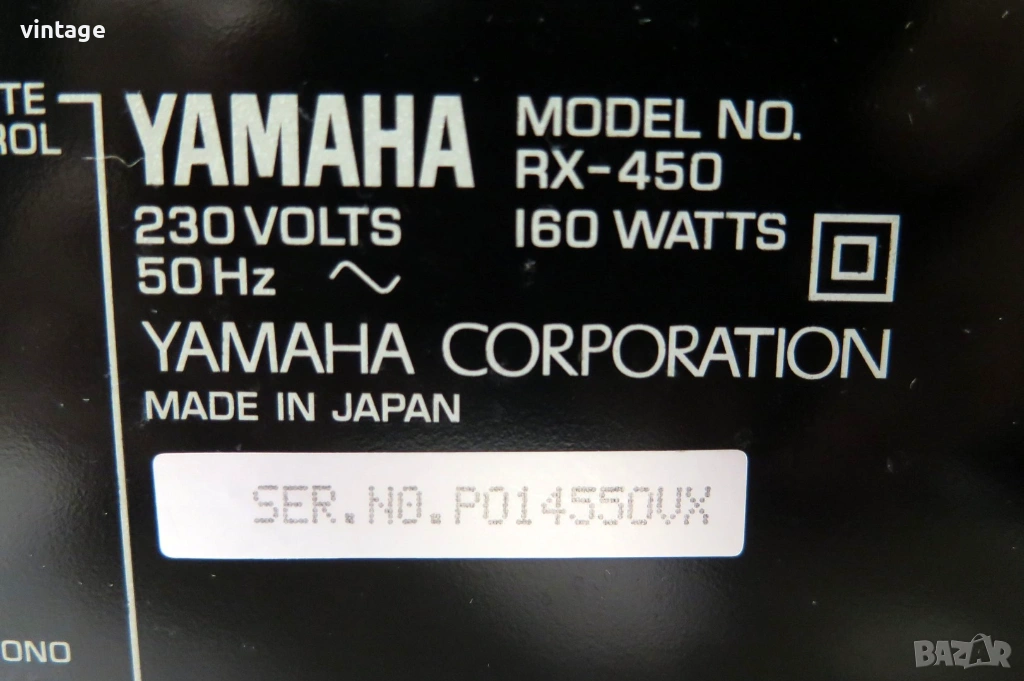 vintage
TE
ROL
YAMAHA
MODEL NO.
RX-450
230 VOLTS
160 WATTS
50 Hz
YAMAHA CORPORATION
MADE IN JAPAN
SER.NO.P014550VX
ONO
BAZAR